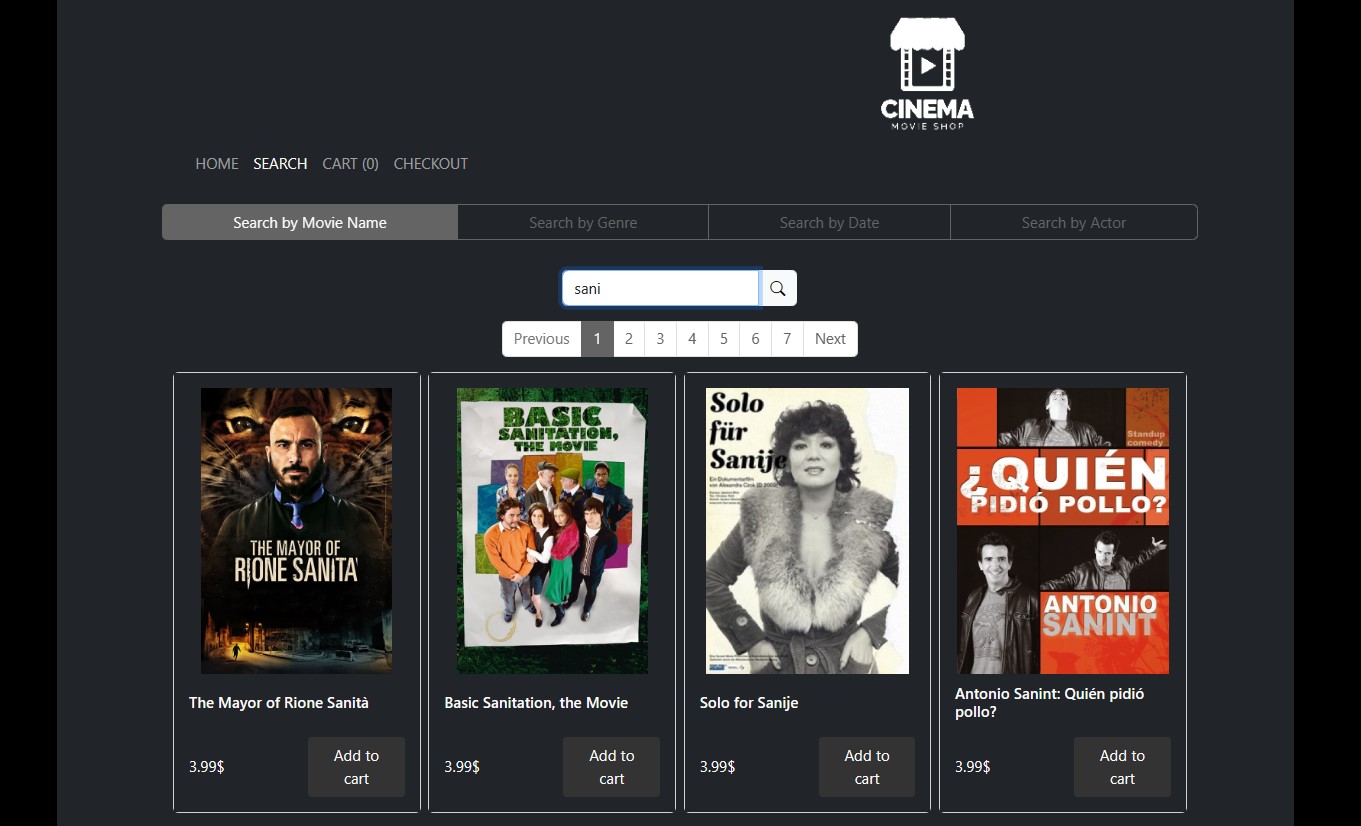 CINEMA
MOVIE SHOP
HOME SEARCH CART (0) CHECKOUT
Search by Movie Name Search by Genre Search by Date Search by Actor
sani
Previous 1 2 3 4 5 6 7 Next
THE MAYOR OF
RIONE SANITA'
BASIC
SANITATION,
THE MOVIE
Solo
für
Sanije
Ein Dokumentarfilm
Standup
comedy
¿QUIÉN
PIDIÓ POLLO?
ANTONIO
SANINT
The Mayor of Rione Sanità
Basic Sanitation, the Movie
Solo for Sanije
Antonio Sanint: Quién pidió
pollo?
3.99$ Add to
cart
3.99$ Add to
cart
3.99$ Add to
cart
3.99$ Add to
cart